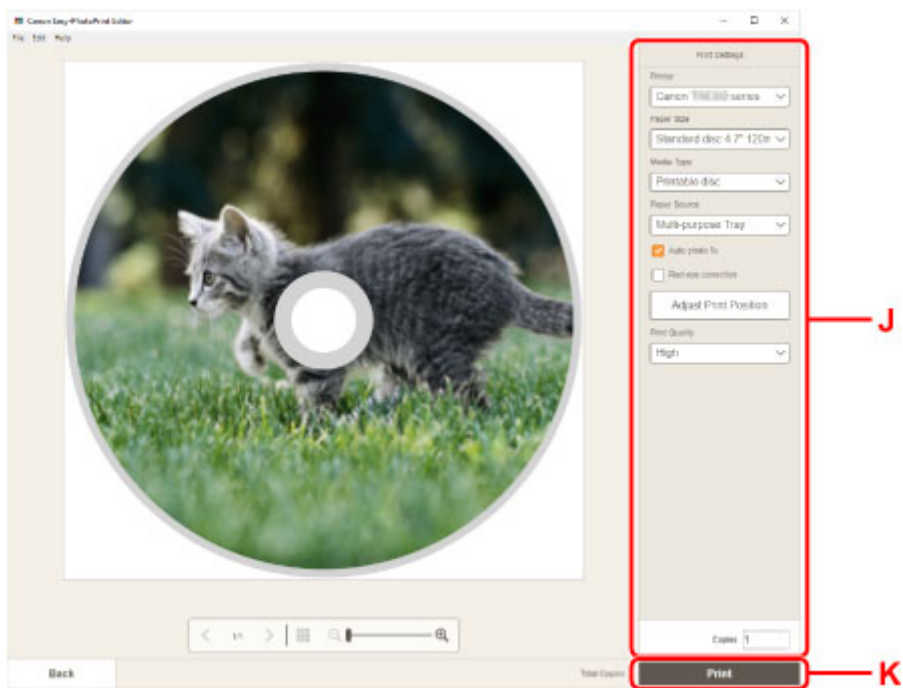 Canon Easy-PhotoPrint Editor
File Edit Help
Print Settings
Printer
Canon series
Paper Size
Standard disc 4.7" 120m
Media Type
Printable disc
Paper Source
Multi-purpose Tray
Auto photo fix
Red-eye correction
Adjust Print Position
Print Quality
High
J
1/1
Copies 1
Back
Total Copies:
Print
K